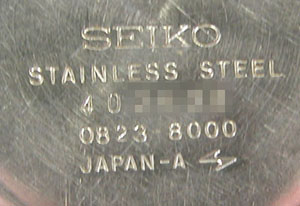 SEIKO
STAINLESS STEEL
40
0823-8000
JAPAN-A